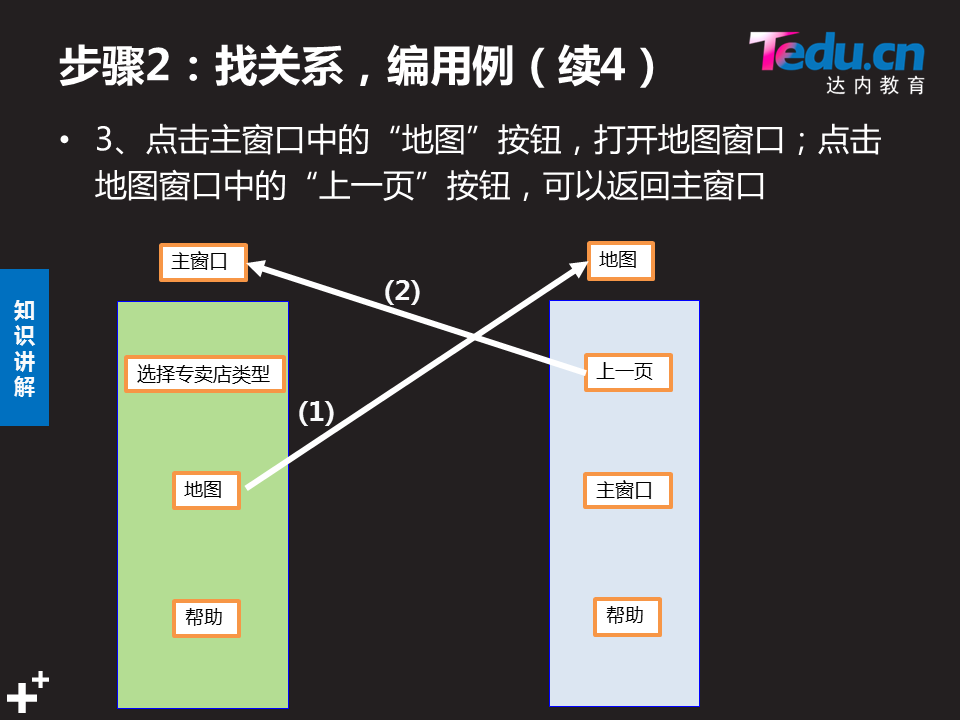 步骤2：找关系，编用例（续4）
Tedu.cn
达内教育
• 3、点击主窗口中的“地图”按钮，打开地图窗口；点击
地图窗口中的“上一页”按钮，可以返回主窗口
知识讲解
主窗口
地图
(2)
选择专卖店类型
上一页
(1)
地图
主窗口
帮助
帮助